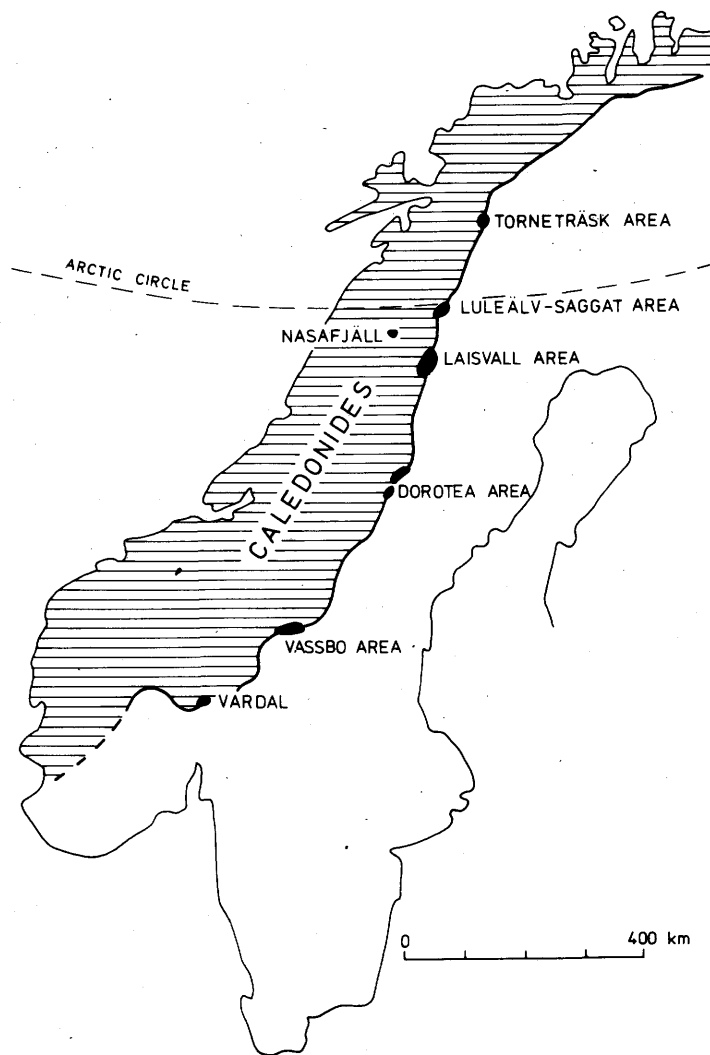 TORNETRÄSK AREA
ARCTIC CIRCLE
LULEÄLV-SAGGAT AREA
NASAFJÄLL
LAISVALL AREA
CALEDONIDES
DOROTEA AREA
VASSBO AREA
VARDAL
0 400 km